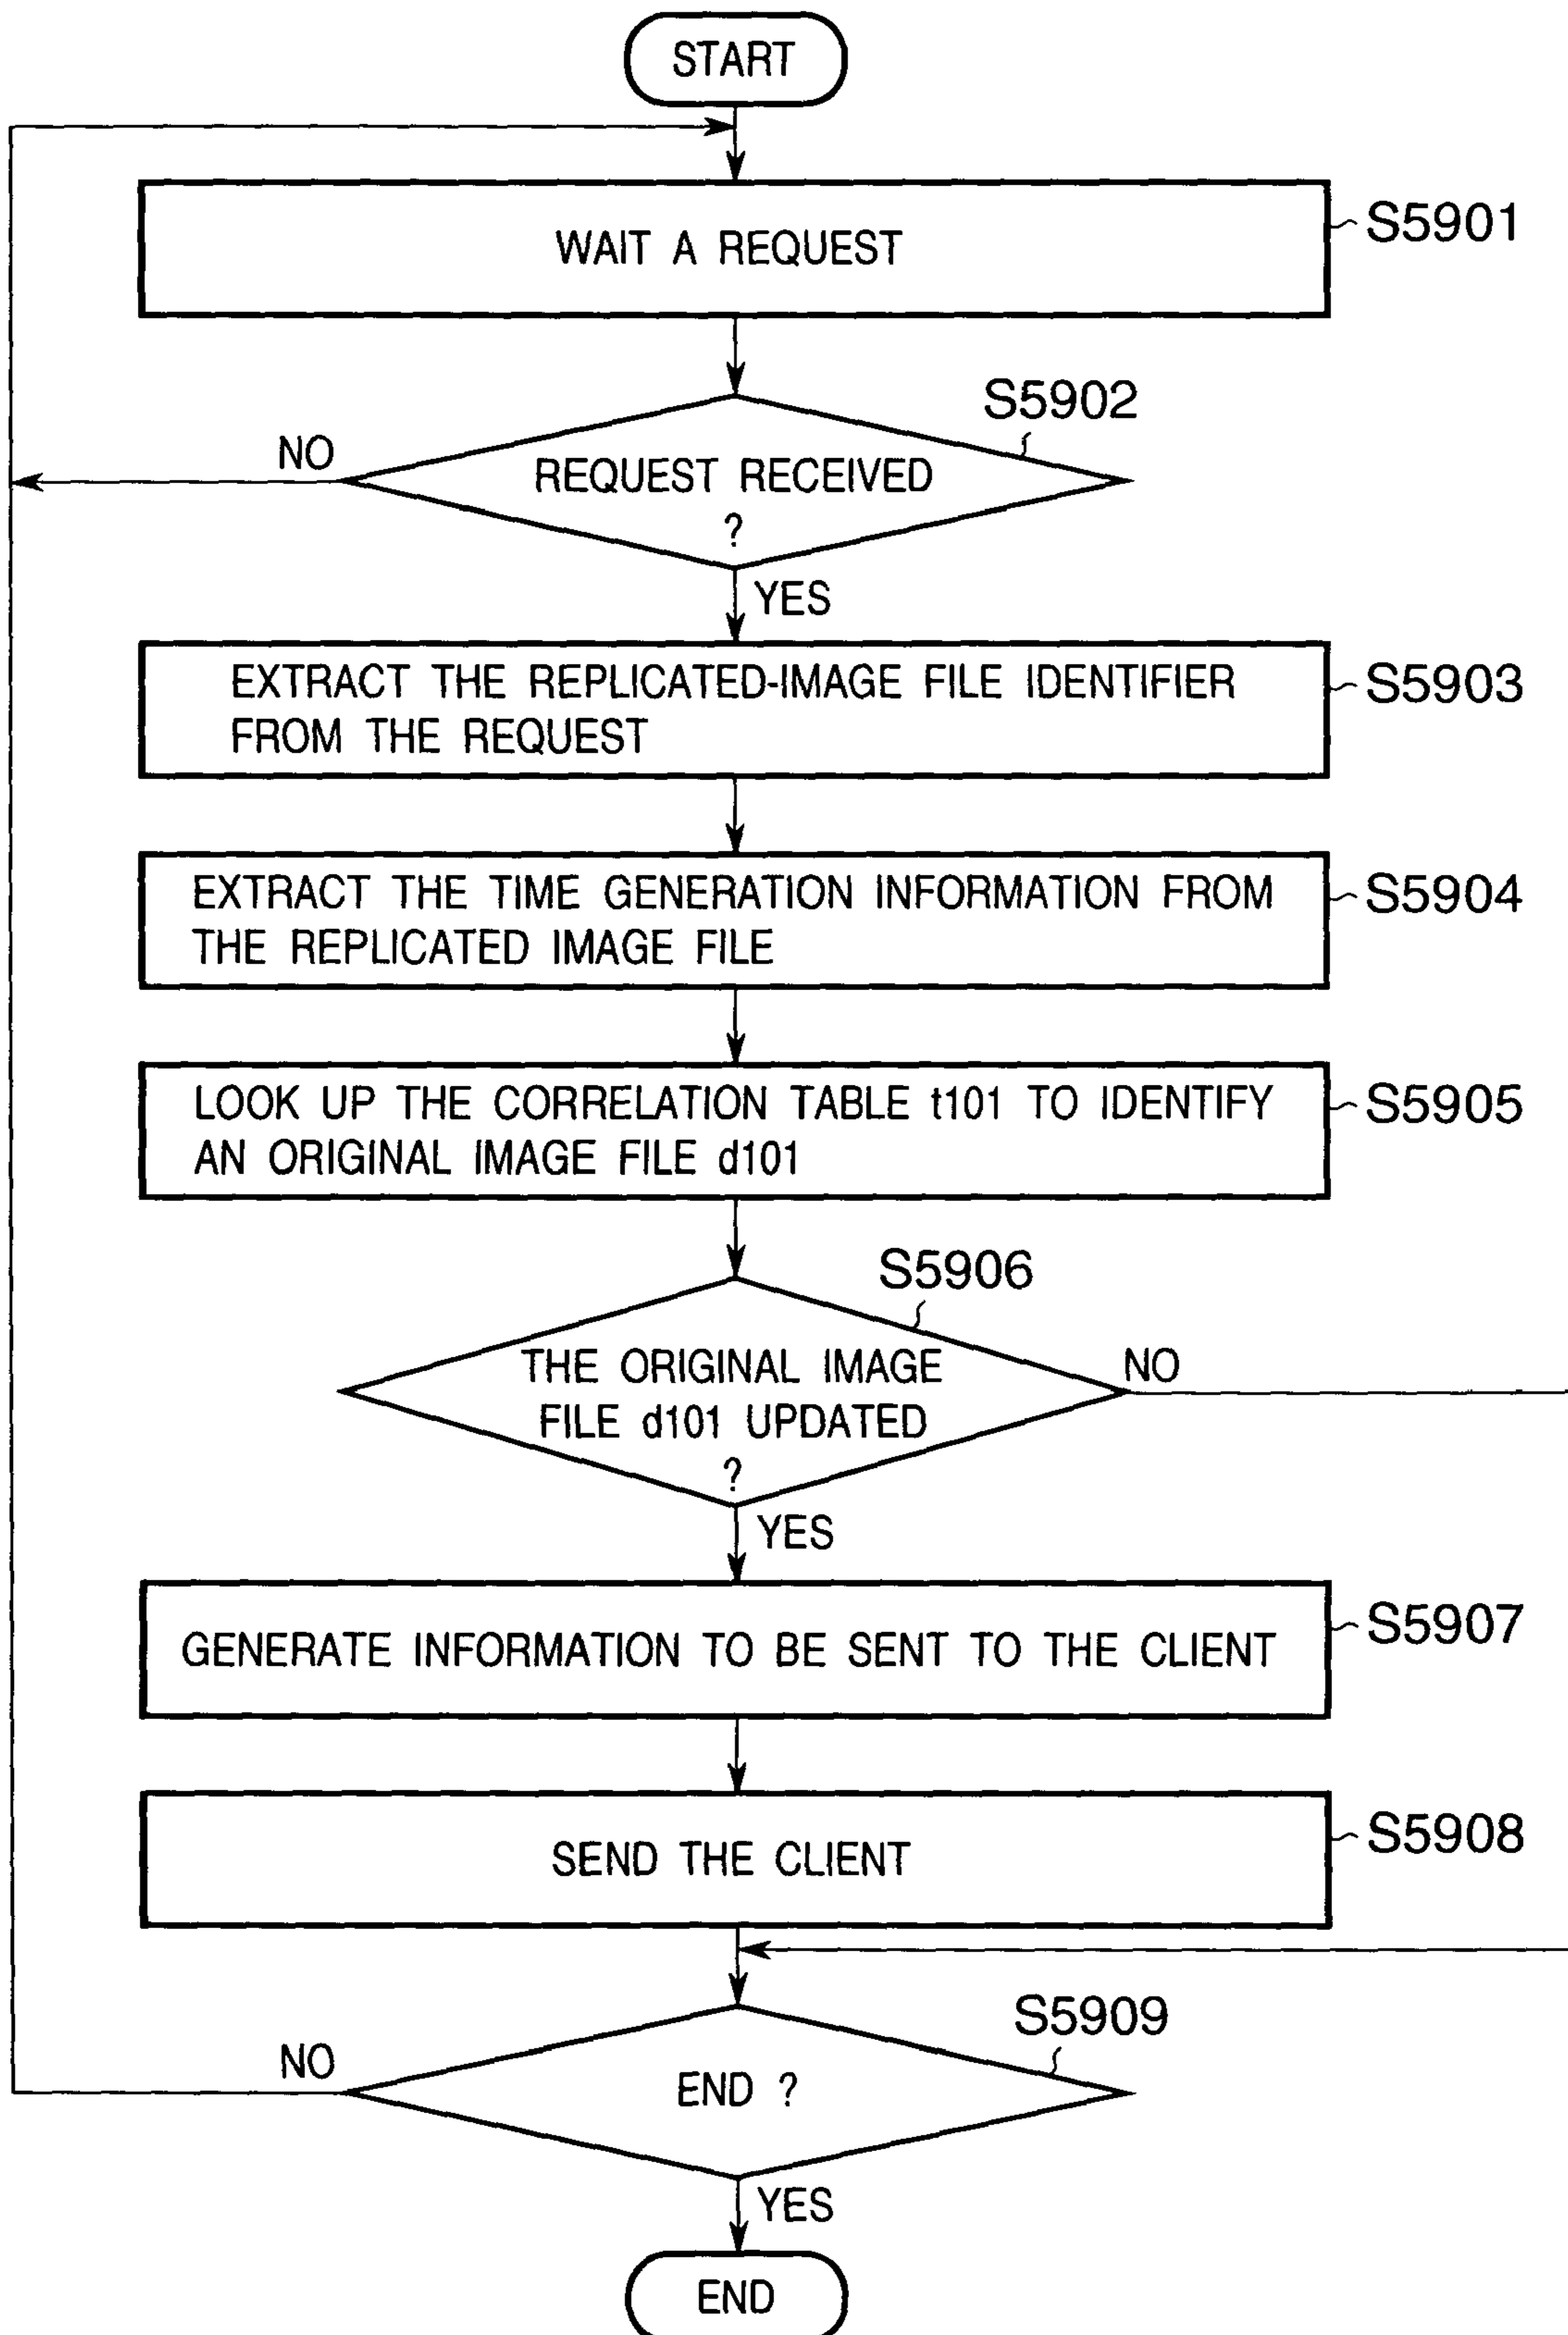 START
WAIT A REQUEST
S5901
S5902
NO
REQUEST RECEIVED
?
YES
EXTRACT THE REPLICATED-IMAGE FILE IDENTIFIER
FROM THE REQUEST
S5903
EXTRACT THE TIME GENERATION INFORMATION FROM
THE REPLICATED IMAGE FILE
S5904
LOOK UP THE CORRELATION TABLE t101 TO IDENTIFY
AN ORIGINAL IMAGE FILE d101
S5905
S5906
THE ORIGINAL IMAGE
FILE d101 UPDATED
?
NO
YES
GENERATE INFORMATION TO BE SENT TO THE CLIENT
S5907
SEND THE CLIENT
S5908
S5909
NO
END ?
YES
END